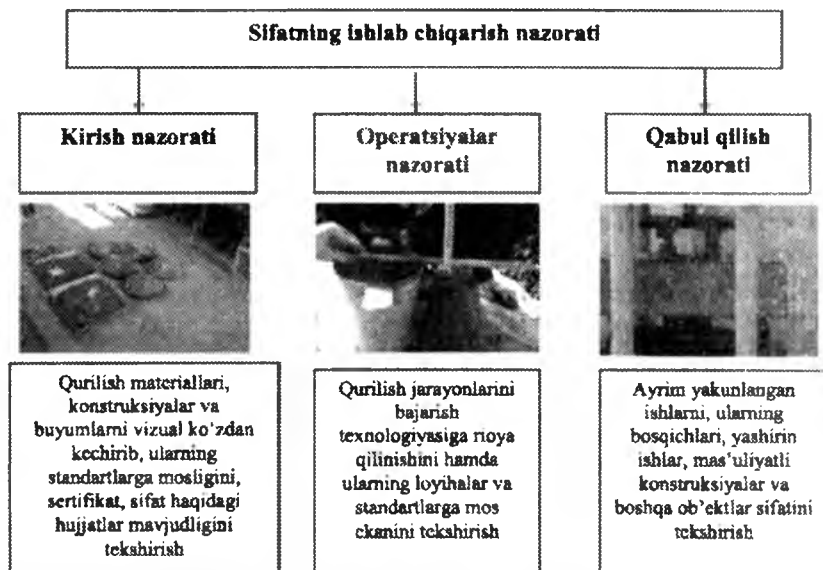 Sifatning ishlab chiqarish nazorati
Kirish nazorati
Operatsiyalar
nazorati
Qabul qilish
nazorati
Qurilish materiallari,
konstruksiyalar va
buyumlarni vizual ko‘zdan
kechirib, ularning
standartlarga mosligini,
sertifikat, sifat haqidagi
hujjatlar mavjudligini
tekshirish
Qurilish jarayonlarini
bajarish
texnologiyasiga rioya
qilinishini hamda
ularning loyihalar va
standartlarga mos
ekanini tekshirish
Ayrim yakunlangan
ishlarni, ularning
bosqichlari, yashirin
ishlar, mas’uliyatli
konstruksiyalar va
boshqa ob’ektlar sifatini
tekshirish